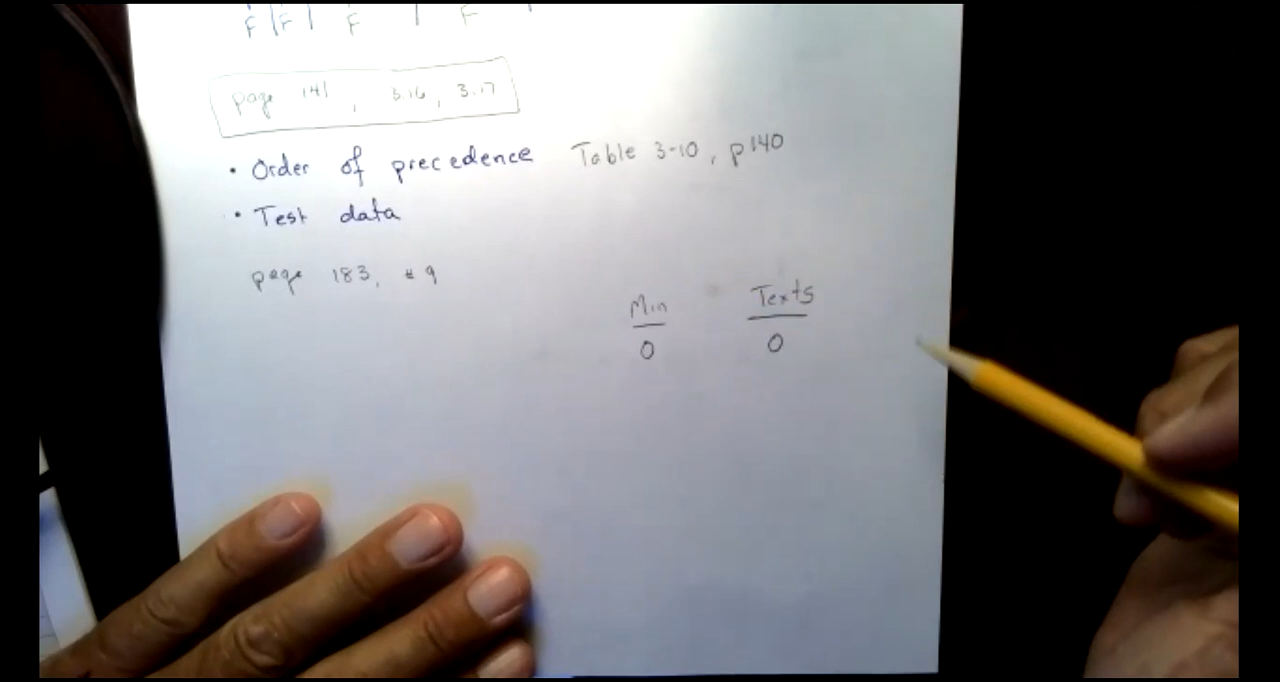 F | F | F | F
page 141, 3.16, 3.17
• Order of precedence Table 3-10, p140
• Test data
page 183, # 9
Min Texts
0 0